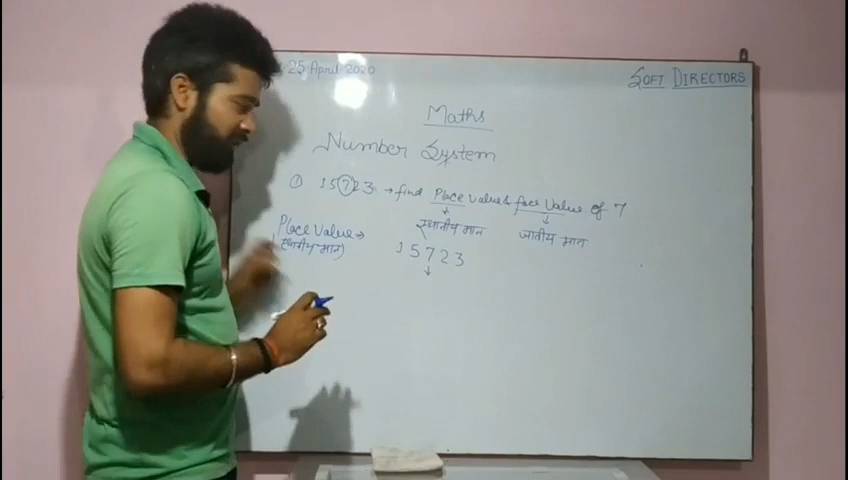 25 April 2020
SOFT DIRECTORS
Maths
Number System
① 15723 → find Place Value & face Value of 7
स्थानीय मान जातीय मान
Place Value →
(स्थानीय मान)
15723